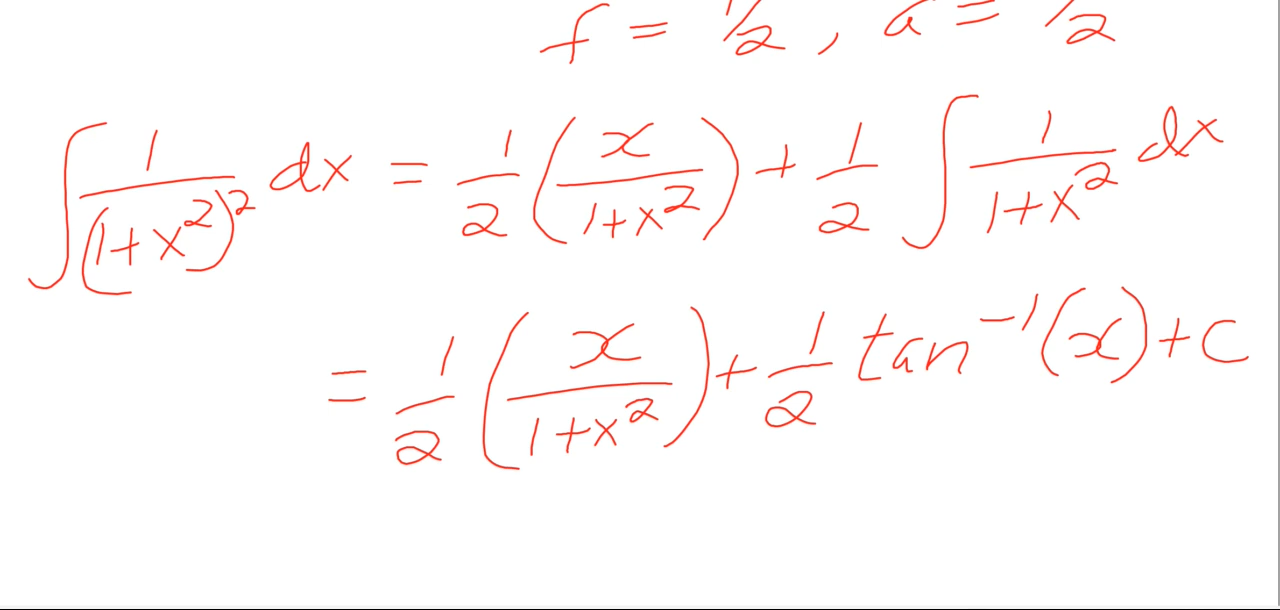 f = 1/2 , a = 1/2
∫ 1/(1+x²)² dx = 1/2 (x/(1+x²)) + 1/2 ∫ 1/(1+x²) dx
= 1/2 (x/(1+x²)) + 1/2 tan⁻¹(x) + C